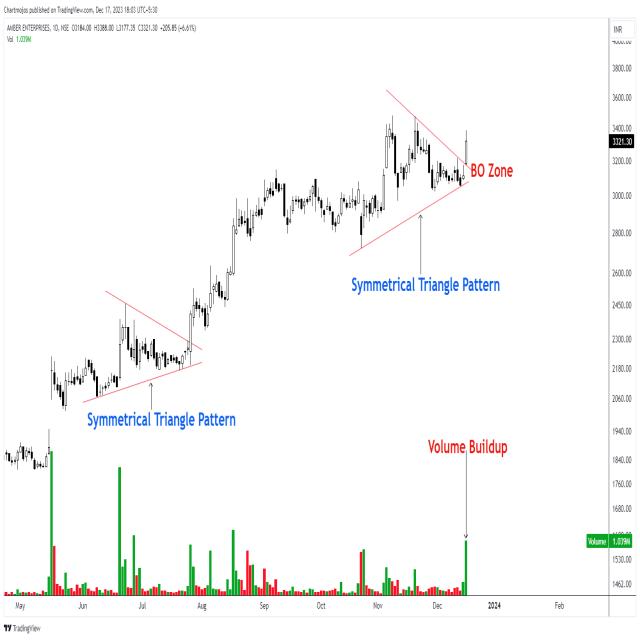 Chartmojos published on TradingView.com, Dec 17, 2023 18:03 UTC+5:30
AMBER ENTERPRISES, 1D, NSE O3184.00 H3388.00 L3177.35 C3321.30 +205.85 (+6.61%)
Vol 1.039M
INR
4000.00
3800.00
3600.00
3400.00
3321.30
3200.00
BO Zone
3000.00
2800.00
2600.00
Symmetrical Triangle Pattern
2450.00
2300.00
2180.00
2060.00
Symmetrical Triangle Pattern
1940.00
Volume Buildup
1840.00
1760.00
1680.00
Volume 1.039M
1530.00
1462.00
May Jun Jul Aug Sep Oct Nov Dec 2024 Feb
TradingView